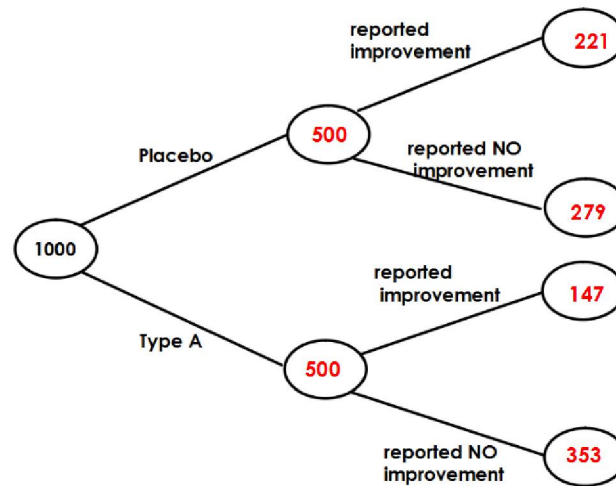 reported
improvement
221
500
Placebo
reported NO
improvement
279
1000
reported
improvement
147
Type A
500
reported NO
improvement
353